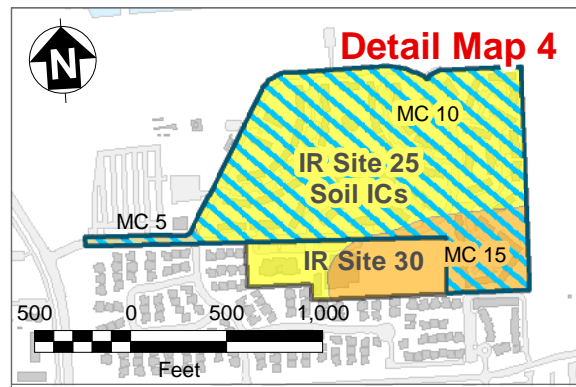 Detail Map 4
N
MC 10
IR Site 25
Soil ICs
MC 5
MC 15
IR Site 30
500 0 500 1,000
Feet